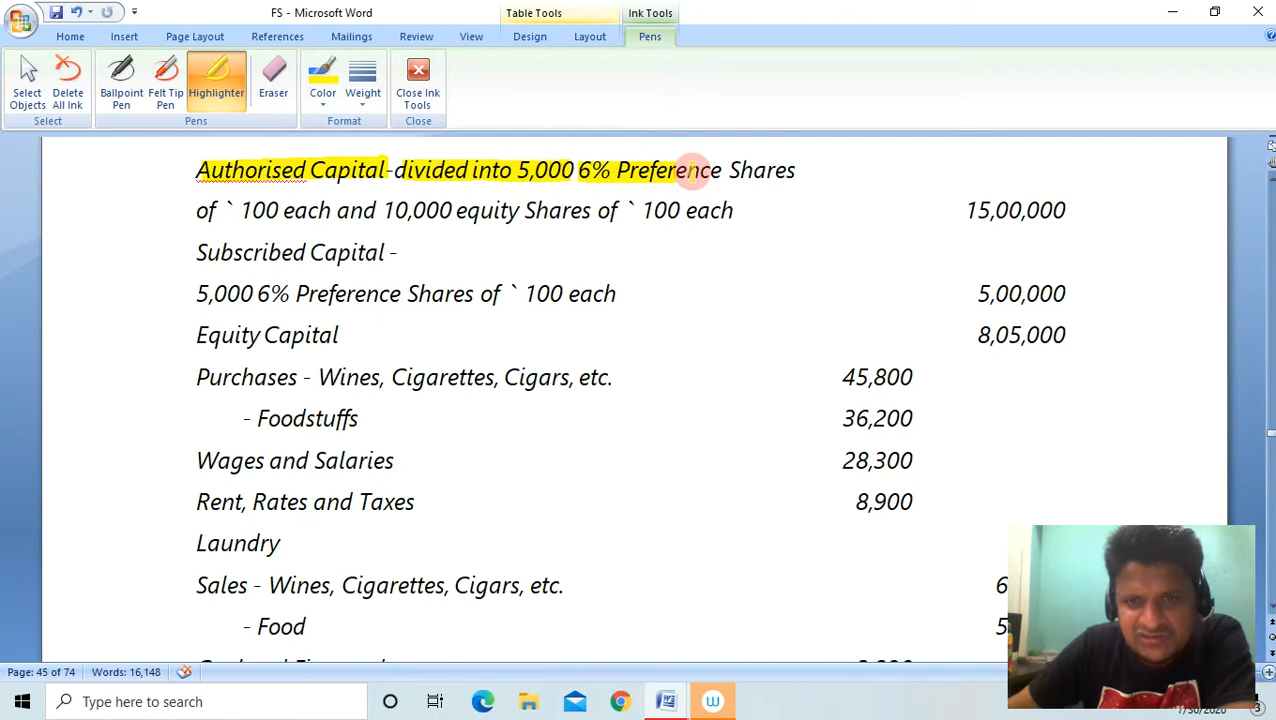 FS - Microsoft Word
Table Tools
Ink Tools
Home Insert Page Layout References Mailings Review View Design Layout Pens
Select Objects
Delete All Ink
Ballpoint Pen
Felt Tip Pen
Highlighter
Eraser
Color
Weight
Close Ink Tools
Select Pens Format Close
Authorised Capital-divided into 5,000 6% Preference Shares
of ` 100 each and 10,000 equity Shares of ` 100 each 15,00,000
Subscribed Capital -
5,000 6% Preference Shares of ` 100 each 5,00,000
Equity Capital 8,05,000
Purchases - Wines, Cigarettes, Cigars, etc. 45,800
- Foodstuffs 36,200
Wages and Salaries 28,300
Rent, Rates and Taxes 8,900
Laundry
Sales - Wines, Cigarettes, Cigars, etc. 6
- Food 5
Page: 45 of 74 Words: 16,148
Type here to search